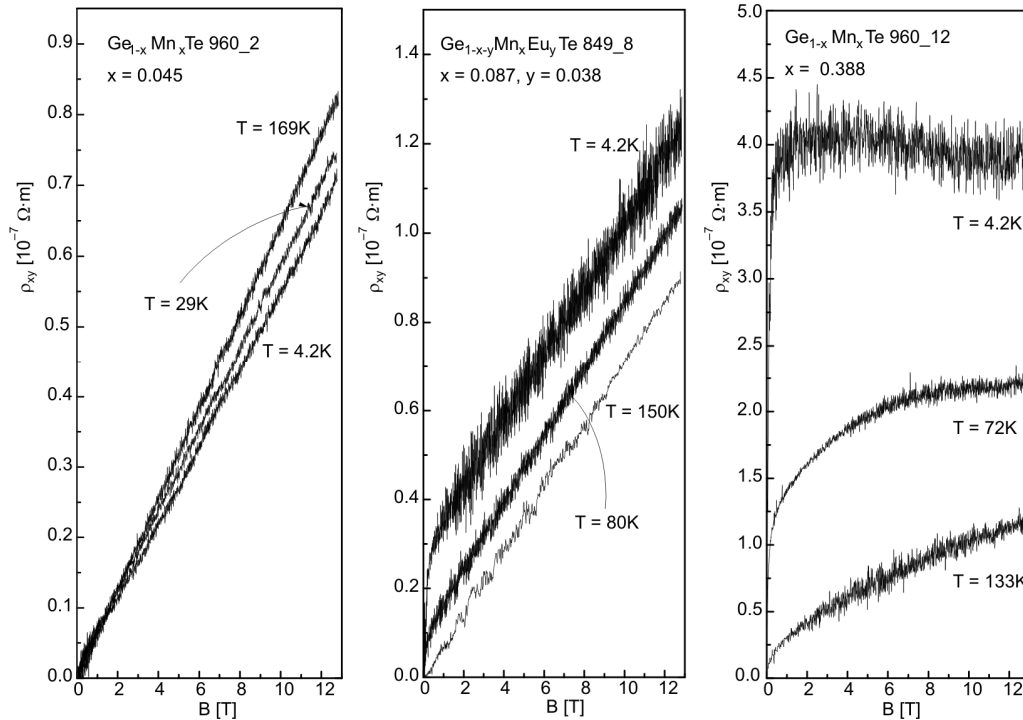 Ge1-x MnxTe 960_2
x = 0.045
T = 169K
T = 29K
T = 4.2K
ρxy [10⁻⁷ Ω·m]
0.9
0.8
0.7
0.6
0.5
0.4
0.3
0.2
0.1
0.0
0 2 4 6 8 10 12
B [T]
Ge1-x-yMnxEuyTe 849_8
x = 0.087, y = 0.038
T = 4.2K
T = 150K
T = 80K
ρxy [10⁻⁷ Ω·m]
1.4
1.2
1.0
0.8
0.6
0.4
0.2
0.0
0 2 4 6 8 10 12
B [T]
Ge1-x MnxTe 960_12
x = 0.388
T = 4.2K
T = 72K
T = 133K
ρxy [10⁻⁷ Ω·m]
5.0
4.5
4.0
3.5
3.0
2.5
2.0
1.5
1.0
0.5
0.0
0 4 8 12
B [T]